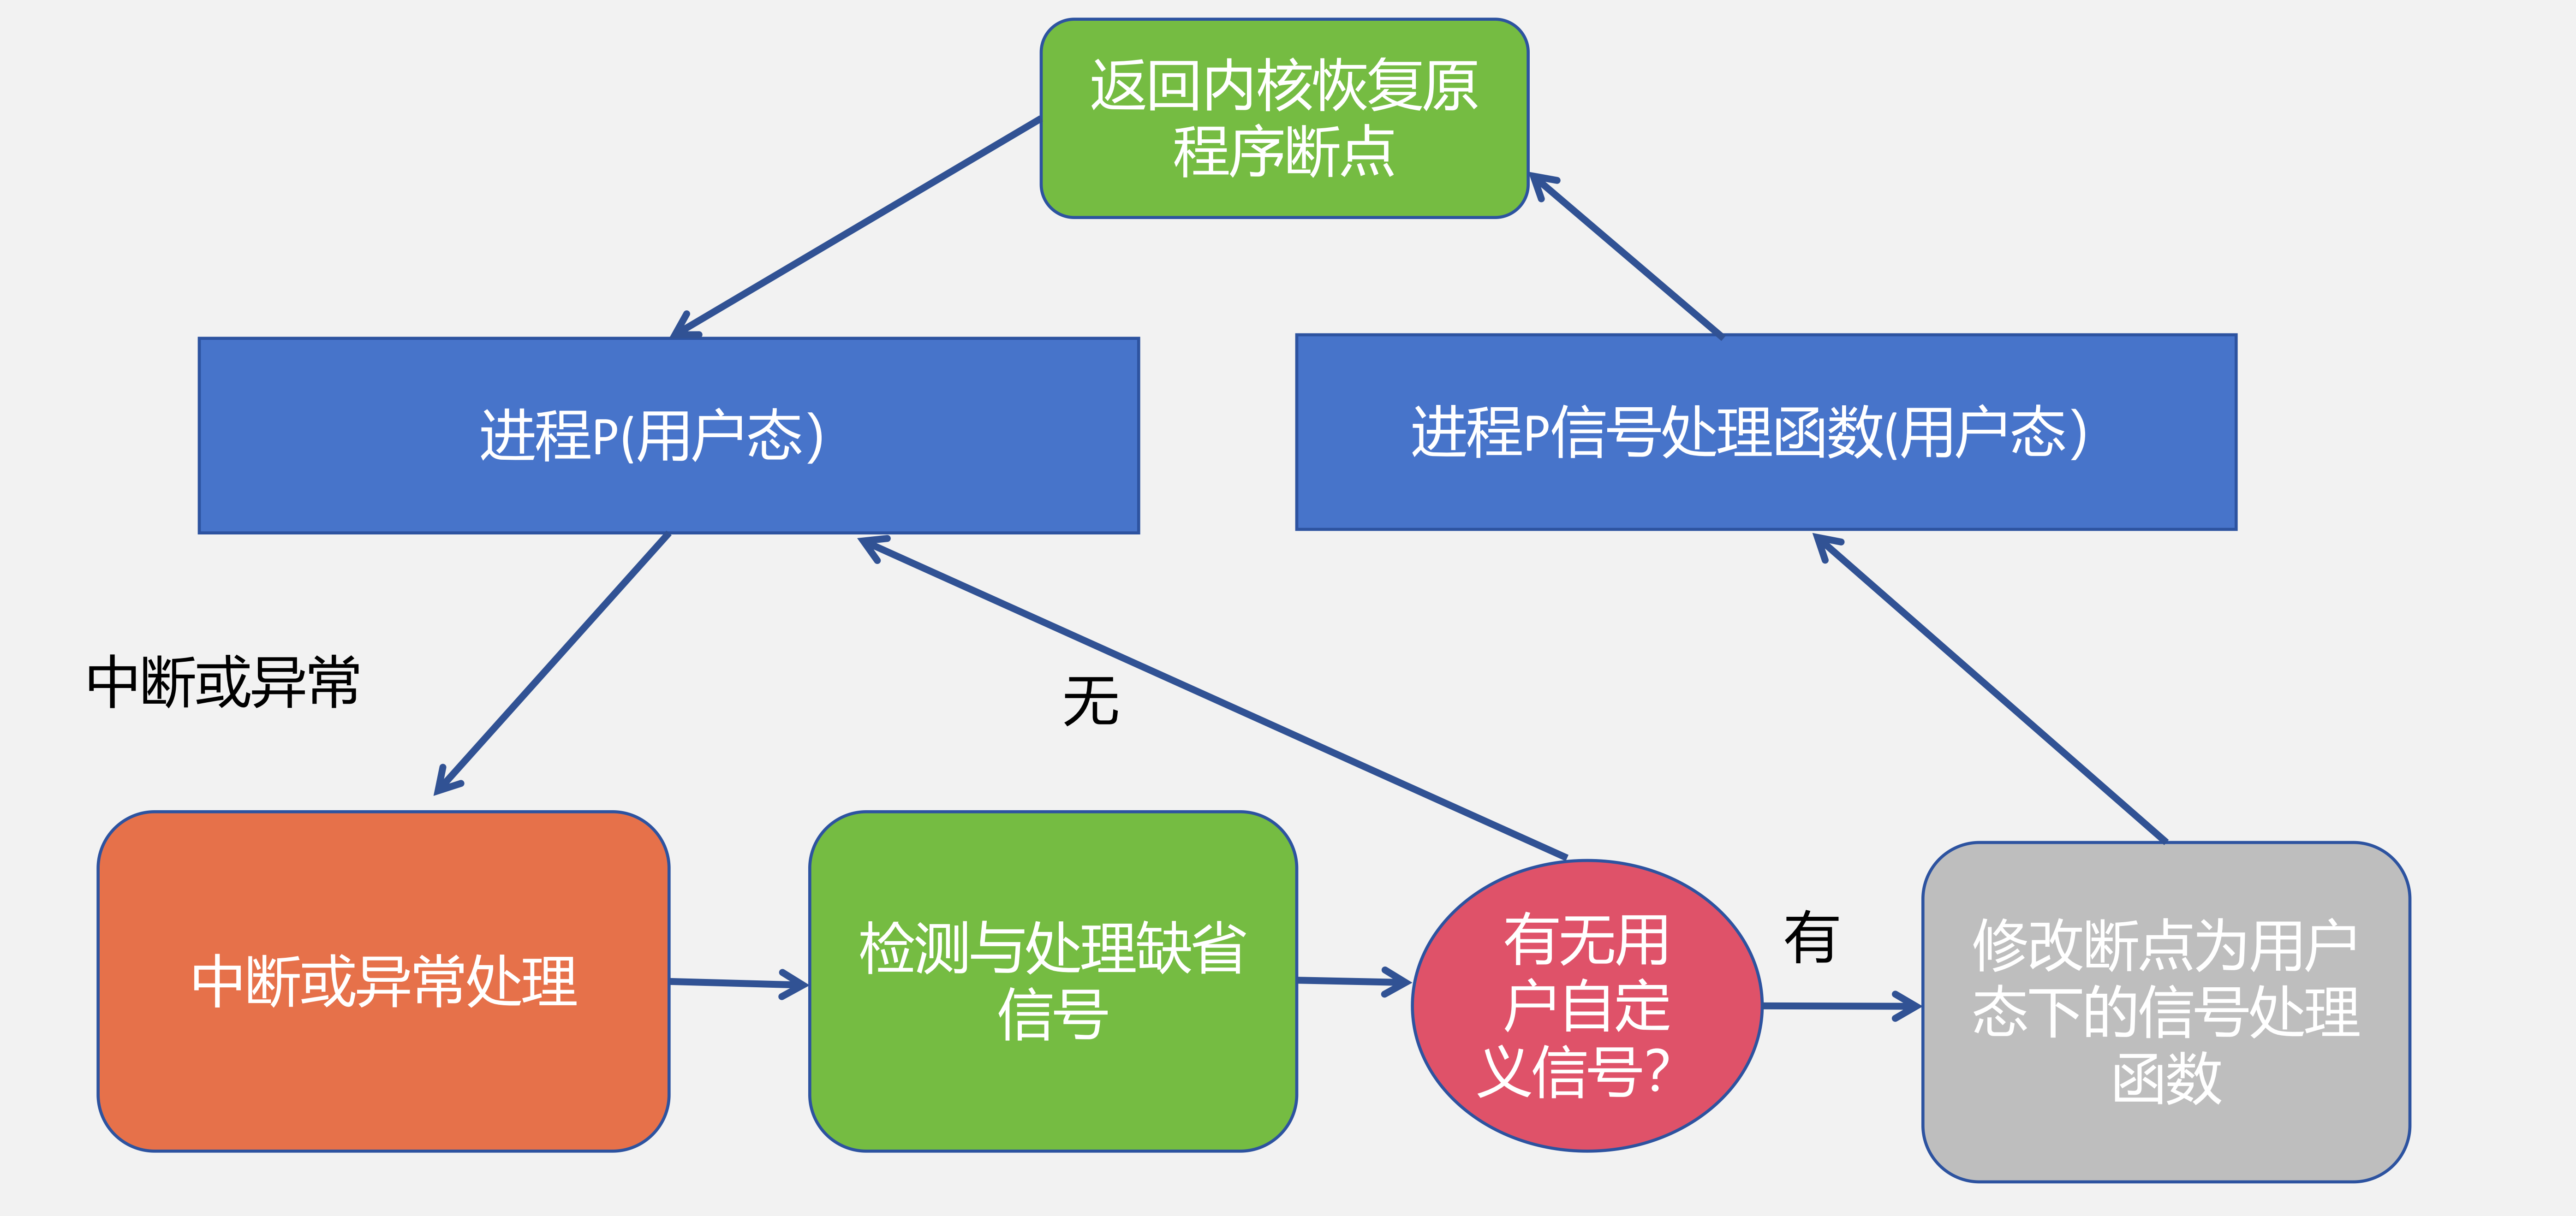 返回内核恢复原
程序断点
进程P(用户态)
进程P信号处理函数(用户态)
中断或异常
无
中断或异常处理
检测与处理缺省
信号
有无用
户自定
义信号？
有
修改断点为用户
态下的信号处理
函数